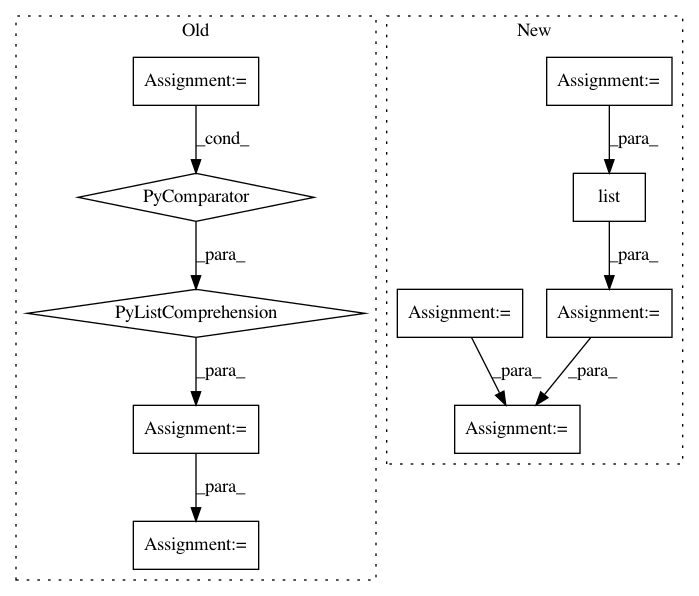 Old
New
Assignment:=
Assignment:=
_cond_
_para_
PyComparator
list
_para_
_para_
PyListComprehension
Assignment:=
Assignment:=
_para_
_para_
_para_
Assignment:=
Assignment:=
_para_
Assignment:=